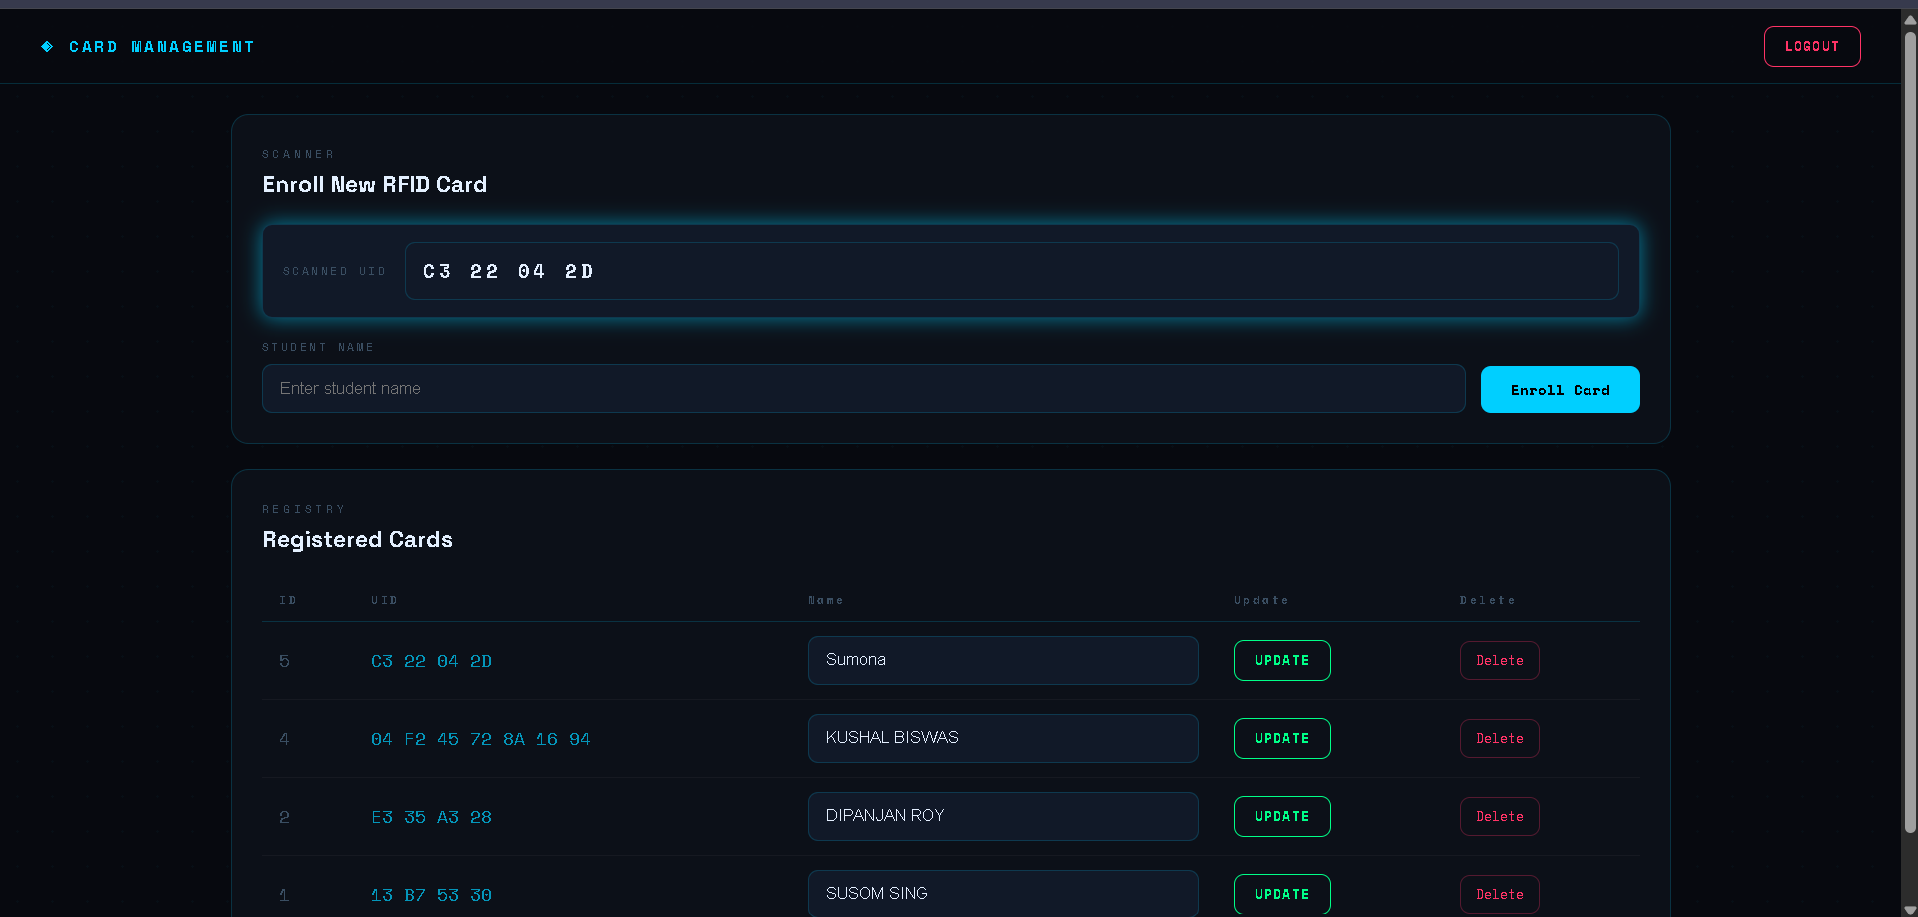 ◈ CARD MANAGEMENT
LOGOUT
SCANNER
Enroll New RFID Card
SCANNED UID C3 22 04 2D
STUDENT NAME
Enter student name
Enroll Card
REGISTRY
Registered Cards
ID UID Name Update Delete
5 C3 22 04 2D Sumona UPDATE Delete
4 04 F2 45 72 8A 16 94 KUSHAL BISWAS UPDATE Delete
2 E3 35 A3 28 DIPANJAN ROY UPDATE Delete
1 13 B7 53 30 SUSOM SING UPDATE Delete